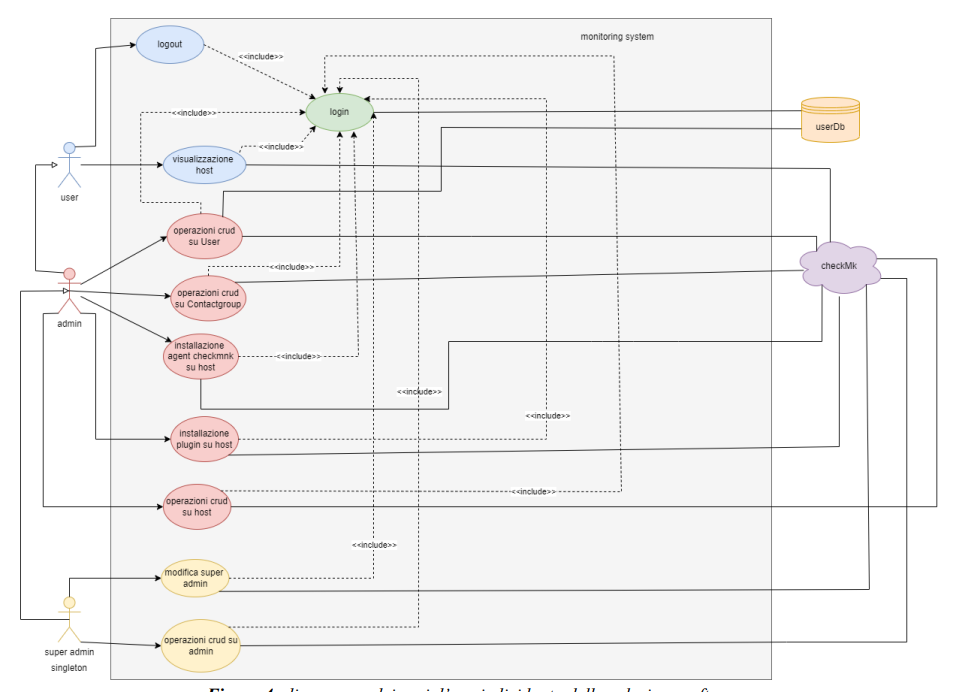 monitoring system
logout
<<include>>
login
<<include>>
userDb
<<include>>
visualizzazione
host
user
operazioni crud
su User
checkMk
<<include>>
operazioni crud
su Contactgroup
admin
installazione
agent checkmnk
su host
<<include>>
<<include>>
<<include>>
installazione
plugin su host
<<include>>
operazioni crud
su host
<<include>>
modifica super
admin
operazioni crud su
admin
super admin
singleton